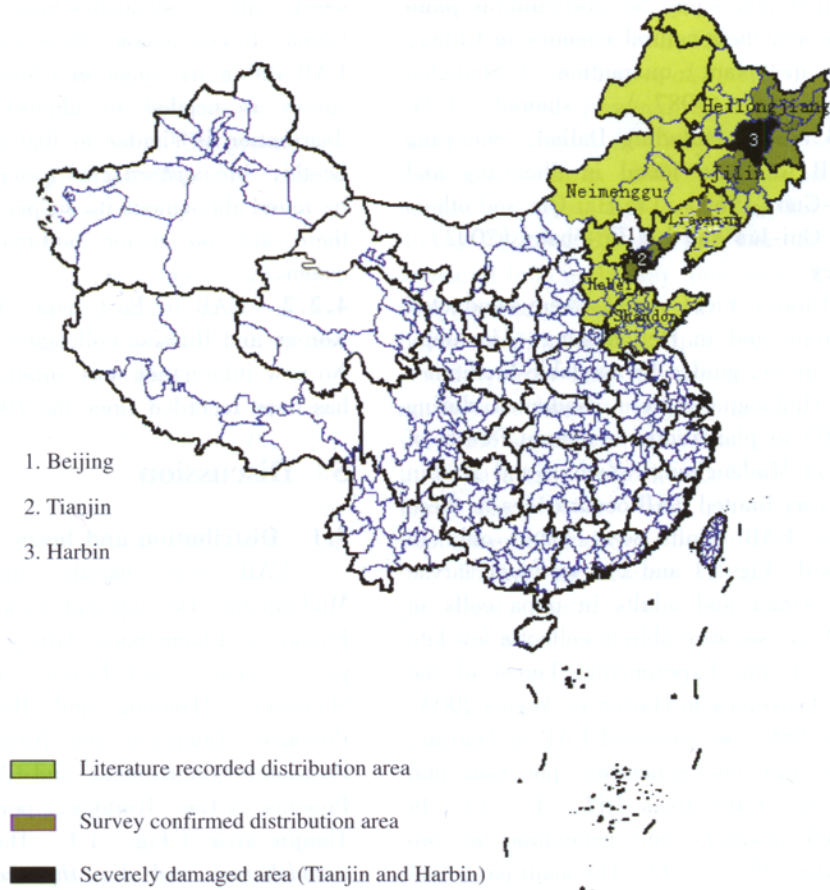 Heilongjiang
3
Jilin
Neimenggu
Liaoning
1
2
Hebei
Shandon
1. Beijing
2. Tianjin
3. Harbin
Literature recorded distribution area
Survey confirmed distribution area
Severely damaged area (Tianjin and Harbin)